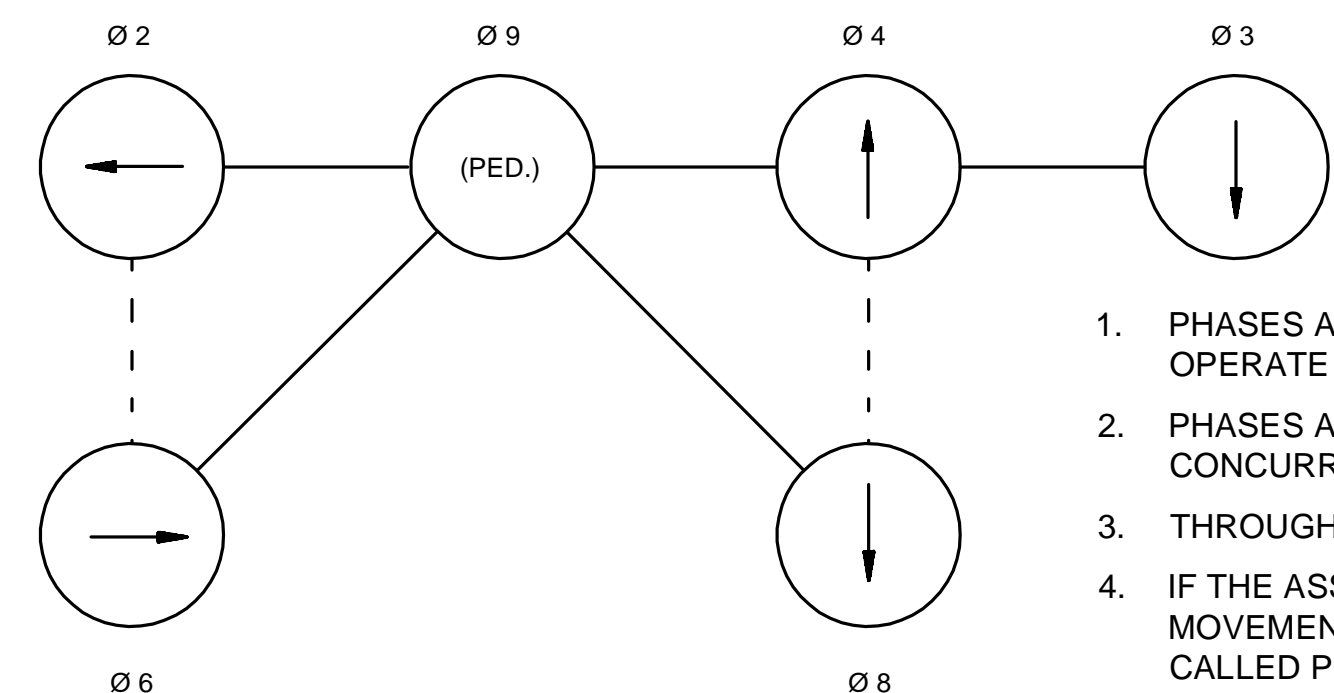 Ø 2
Ø 9
Ø 4
Ø 3
(PED.)
1. PHASES A
OPERATE
2. PHASES A
CONCURR
3. THROUGH
4. IF THE ASS
MOVEMEN
CALLED P
Ø 6
Ø 8